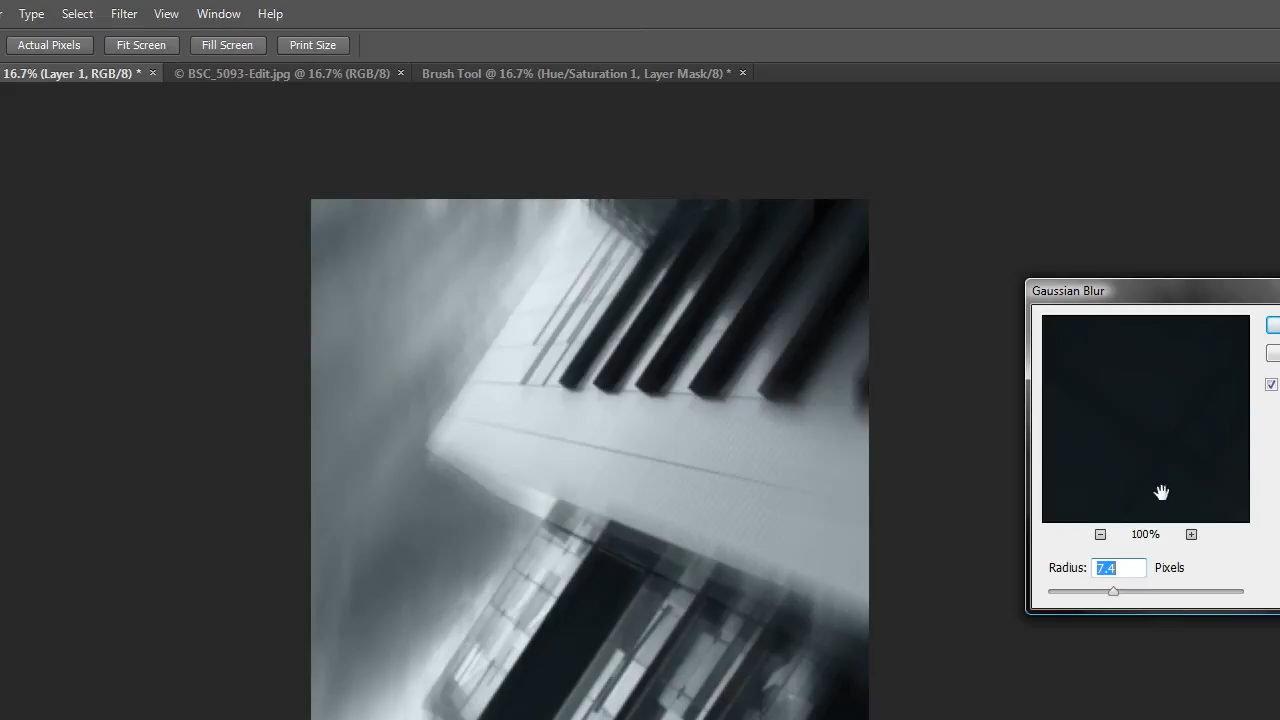 Type Select Filter View Window Help
Actual Pixels Fit Screen Fill Screen Print Size
16.7% (Layer 1, RGB/8) * × © BSC_5093-Edit.jpg @ 16.7% (RGB/8) × Brush Tool @ 16.7% (Hue/Saturation 1, Layer Mask/8) * ×
Gaussian Blur
100%
Radius: 7.4 Pixels